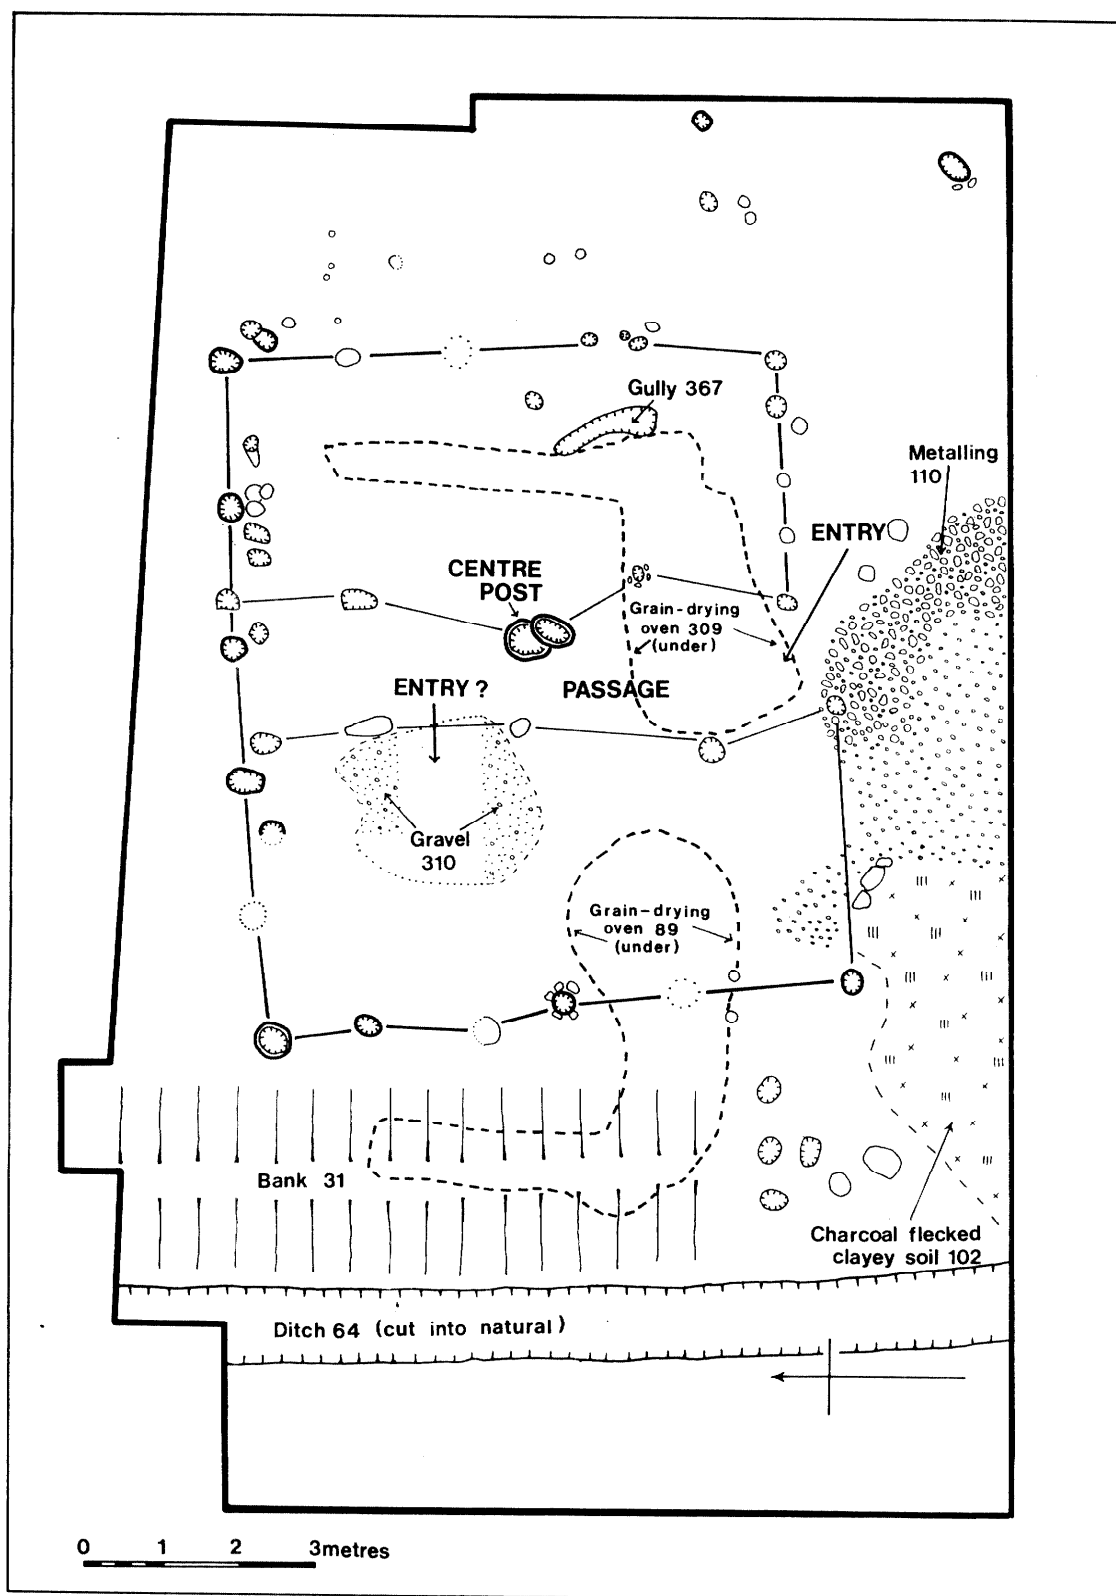 Gully 367
Metalling
110
ENTRY
CENTRE
POST
Grain-drying
oven 309
(under)
ENTRY ?
PASSAGE
Gravel
310
Grain-drying
oven 89
(under)
Bank 31
Charcoal flecked
clayey soil 102
Ditch 64 (cut into natural)
0 1 2 3metres